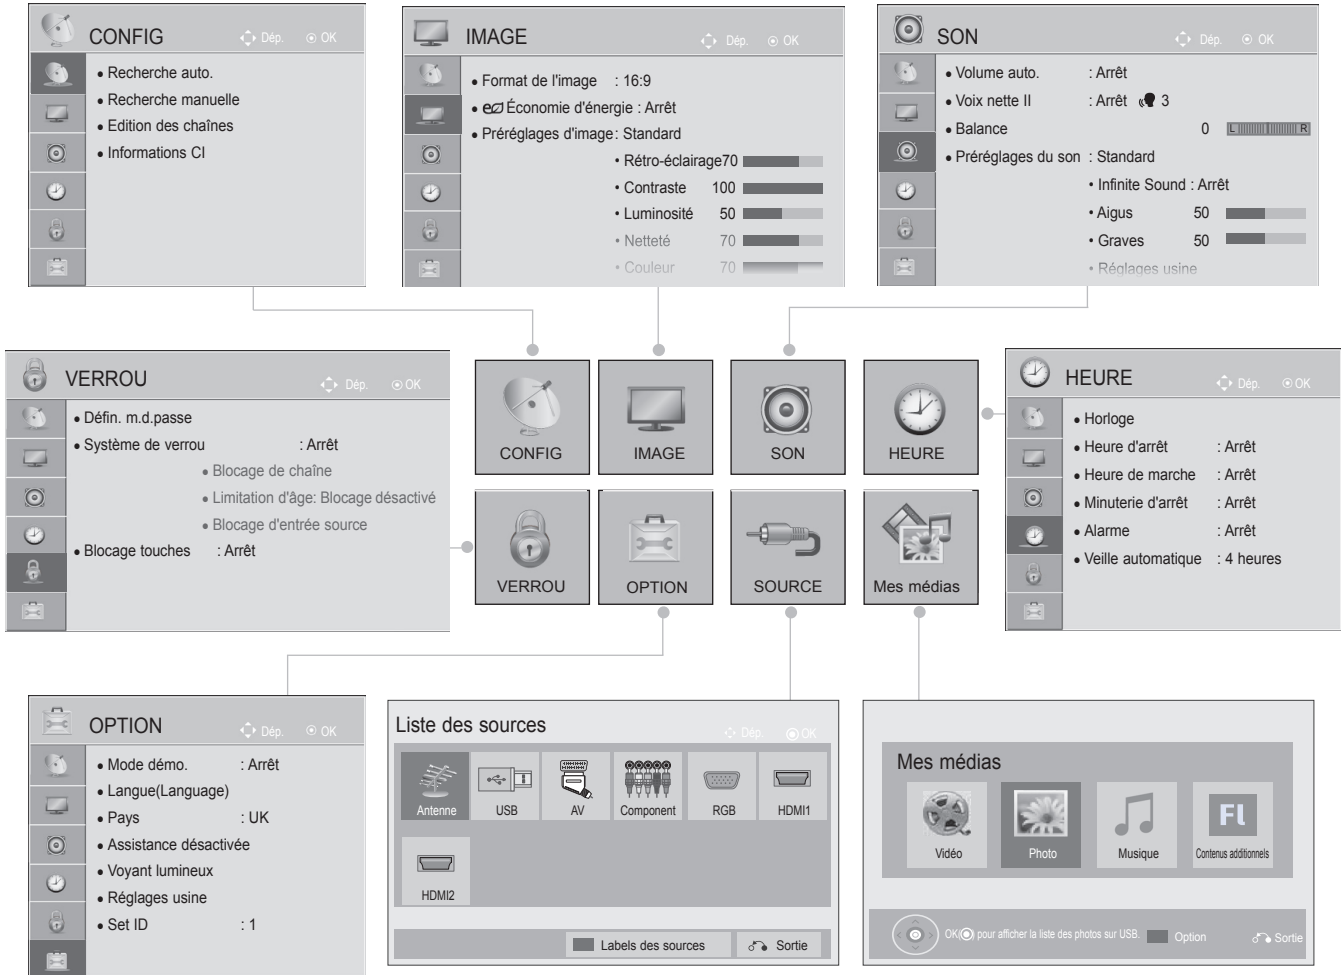 CONFIG
Dép. OK
• Recherche auto.
• Recherche manuelle
• Edition des chaînes
• Informations CI
IMAGE
Dép. OK
• Format de l'image : 16:9
• Économie d'énergie : Arrêt
• Préréglages d'image: Standard
• Rétro-éclairage70
• Contraste 100
• Luminosité 50
• Netteté 70
• Couleur 70
SON
Dép. OK
• Volume auto. : Arrêt
• Voix nette II : Arrêt 3
• Balance 0 L R
• Préréglages du son : Standard
• Infinite Sound : Arrêt
• Aigus 50
• Graves 50
• Réglages usine
VERROU
Dép. OK
• Défin. m.d.passe
• Système de verrou : Arrêt
• Blocage de chaîne
• Limitation d'âge: Blocage désactivé
• Blocage d'entrée source
• Blocage touches : Arrêt
CONFIG
IMAGE
SON
HEURE
VERROU
OPTION
SOURCE
Mes médias
HEURE
Dép. OK
• Horloge
• Heure d'arrêt : Arrêt
• Heure de marche : Arrêt
• Minuterie d'arrêt : Arrêt
• Alarme : Arrêt
• Veille automatique : 4 heures
OPTION
Dép. OK
• Mode démo. : Arrêt
• Langue(Language)
• Pays : UK
• Assistance désactivée
• Voyant lumineux
• Réglages usine
• Set ID : 1
Liste des sources
Dép. OK
Antenne
USB
AV
Component
RGB
HDMI1
HDMI2
Labels des sources
Sortie
Mes médias
Vidéo
Photo
Musique
FL
Contenus additionnels
OK( ) pour afficher la liste des photos sur USB.
Option
Sortie